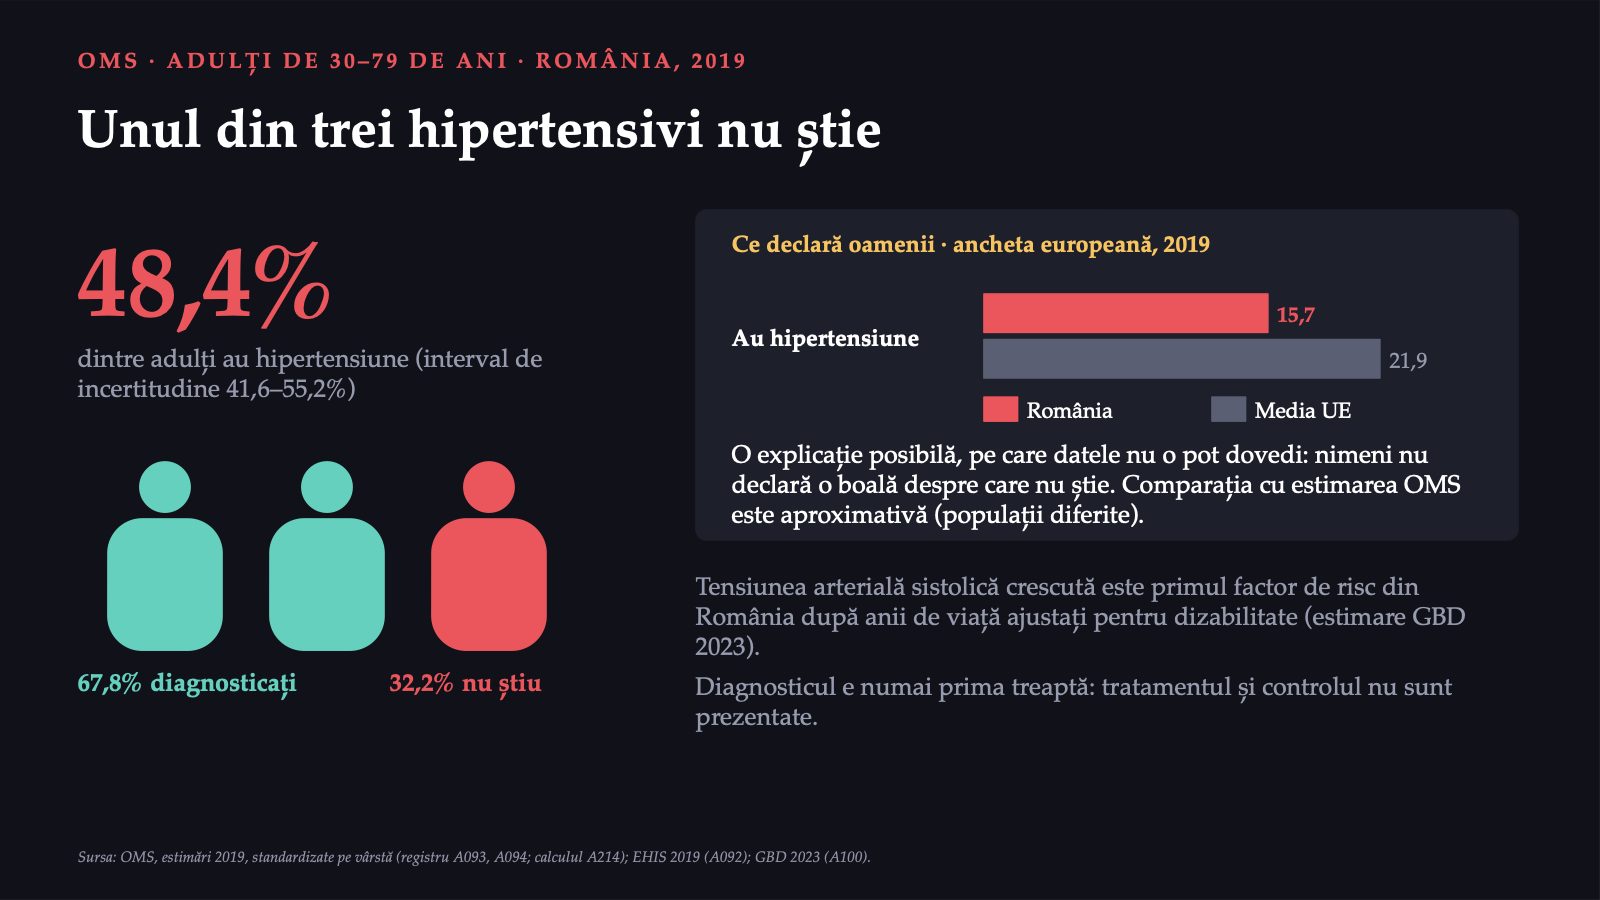 OMS · ADULȚI DE 30–79 DE ANI · ROMÂNIA, 2019
Unul din trei hipertensivi nu știe
48,4%
dintre adulți au hipertensiune (interval de
incertitudine 41,6–55,2%)
67,8% diagnosticați
32,2% nu știu
Ce declară oamenii · ancheta europeană, 2019
Au hipertensiune
15,7
21,9
România
Media UE
O explicație posibilă, pe care datele nu o pot dovedi: nimeni nu
declară o boală despre care nu știe. Comparația cu estimarea OMS
este aproximativă (populații diferite).
Tensiunea arterială sistolică crescută este primul factor de risc din
România după anii de viață ajustați pentru dizabilitate (estimare GBD
2023).
Diagnosticul e numai prima treaptă: tratamentul și controlul nu sunt
prezentate.
Sursa: OMS, estimări 2019, standardizate pe vârstă (registru A093, A094; calculul A214); EHIS 2019 (A092); GBD 2023 (A100).